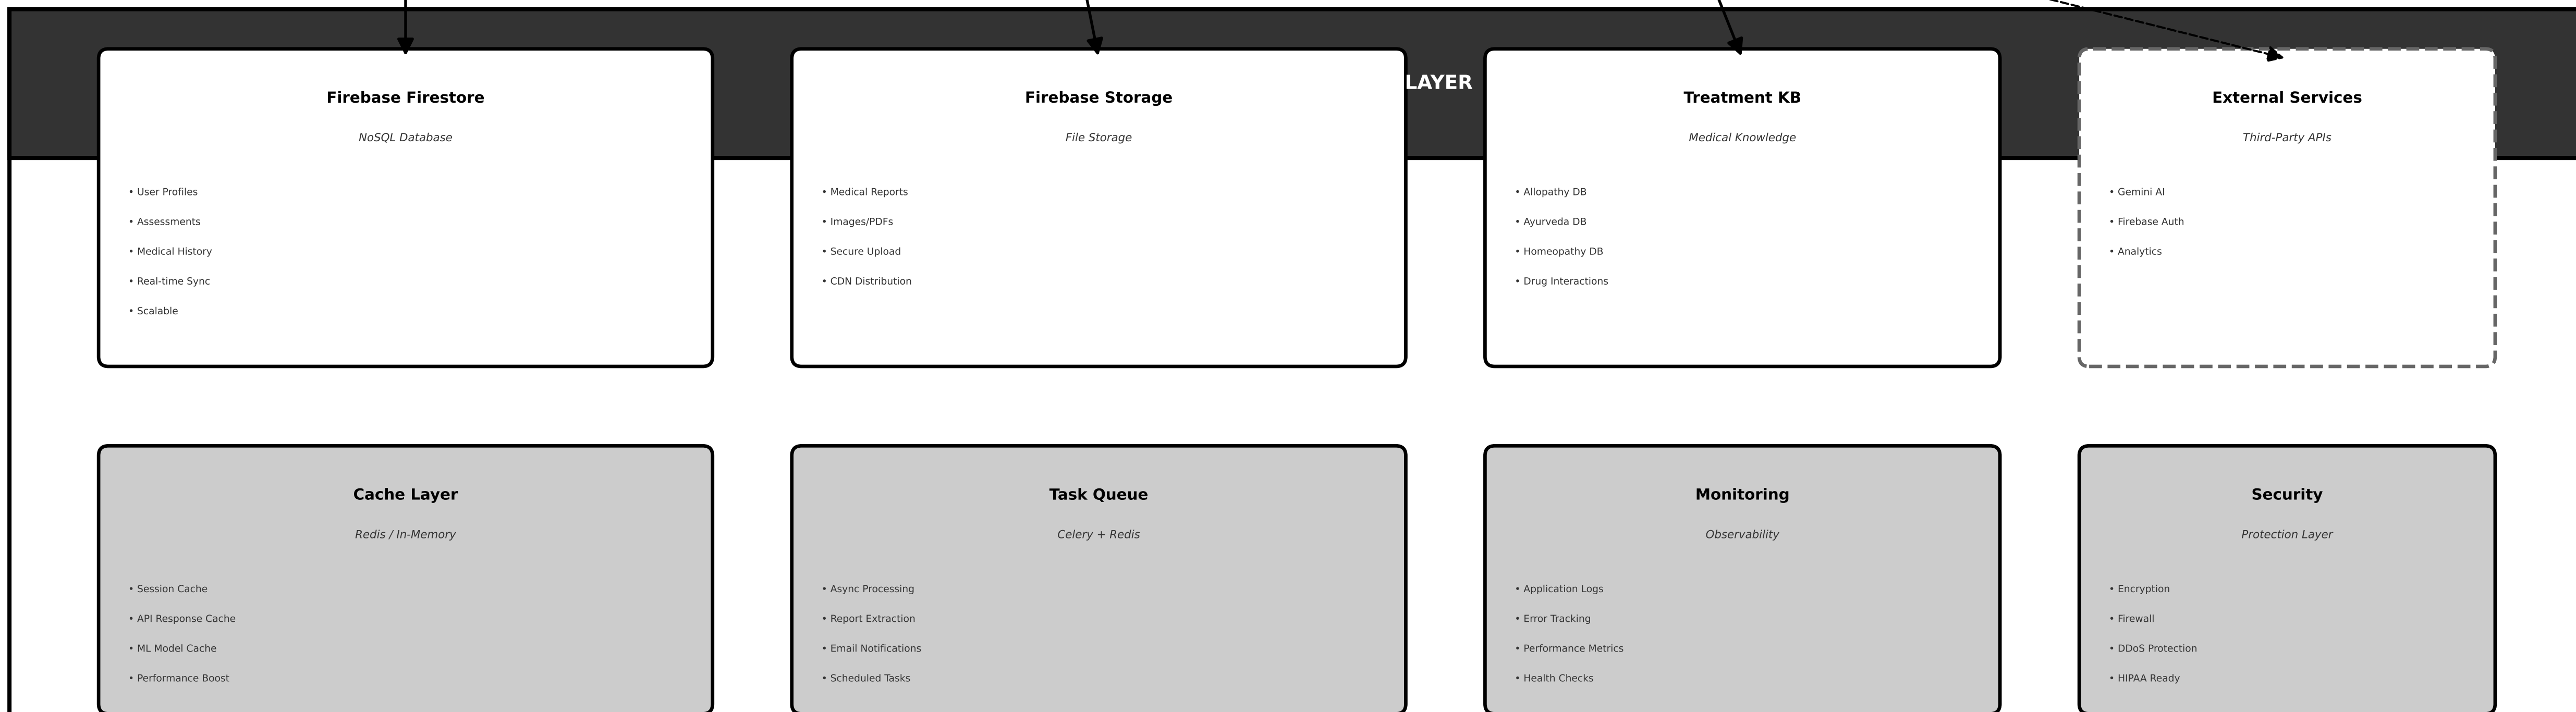 LAYER
Firebase Firestore
NoSQL Database
• User Profiles
• Assessments
• Medical History
• Real-time Sync
• Scalable
Firebase Storage
File Storage
• Medical Reports
• Images/PDFs
• Secure Upload
• CDN Distribution
Treatment KB
Medical Knowledge
• Allopathy DB
• Ayurveda DB
• Homeopathy DB
• Drug Interactions
External Services
Third-Party APIs
• Gemini AI
• Firebase Auth
• Analytics
Cache Layer
Redis / In-Memory
• Session Cache
• API Response Cache
• ML Model Cache
• Performance Boost
Task Queue
Celery + Redis
• Async Processing
• Report Extraction
• Email Notifications
• Scheduled Tasks
Monitoring
Observability
• Application Logs
• Error Tracking
• Performance Metrics
• Health Checks
Security
Protection Layer
• Encryption
• Firewall
• DDoS Protection
• HIPAA Ready